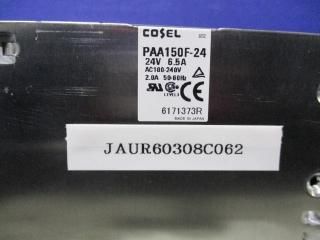 COSEL
PAA150F-24
24V 6.5A
AC100-240V
2.0A 50-60Hz
6171373R
MADE IN JAPAN
JAUR60308C062